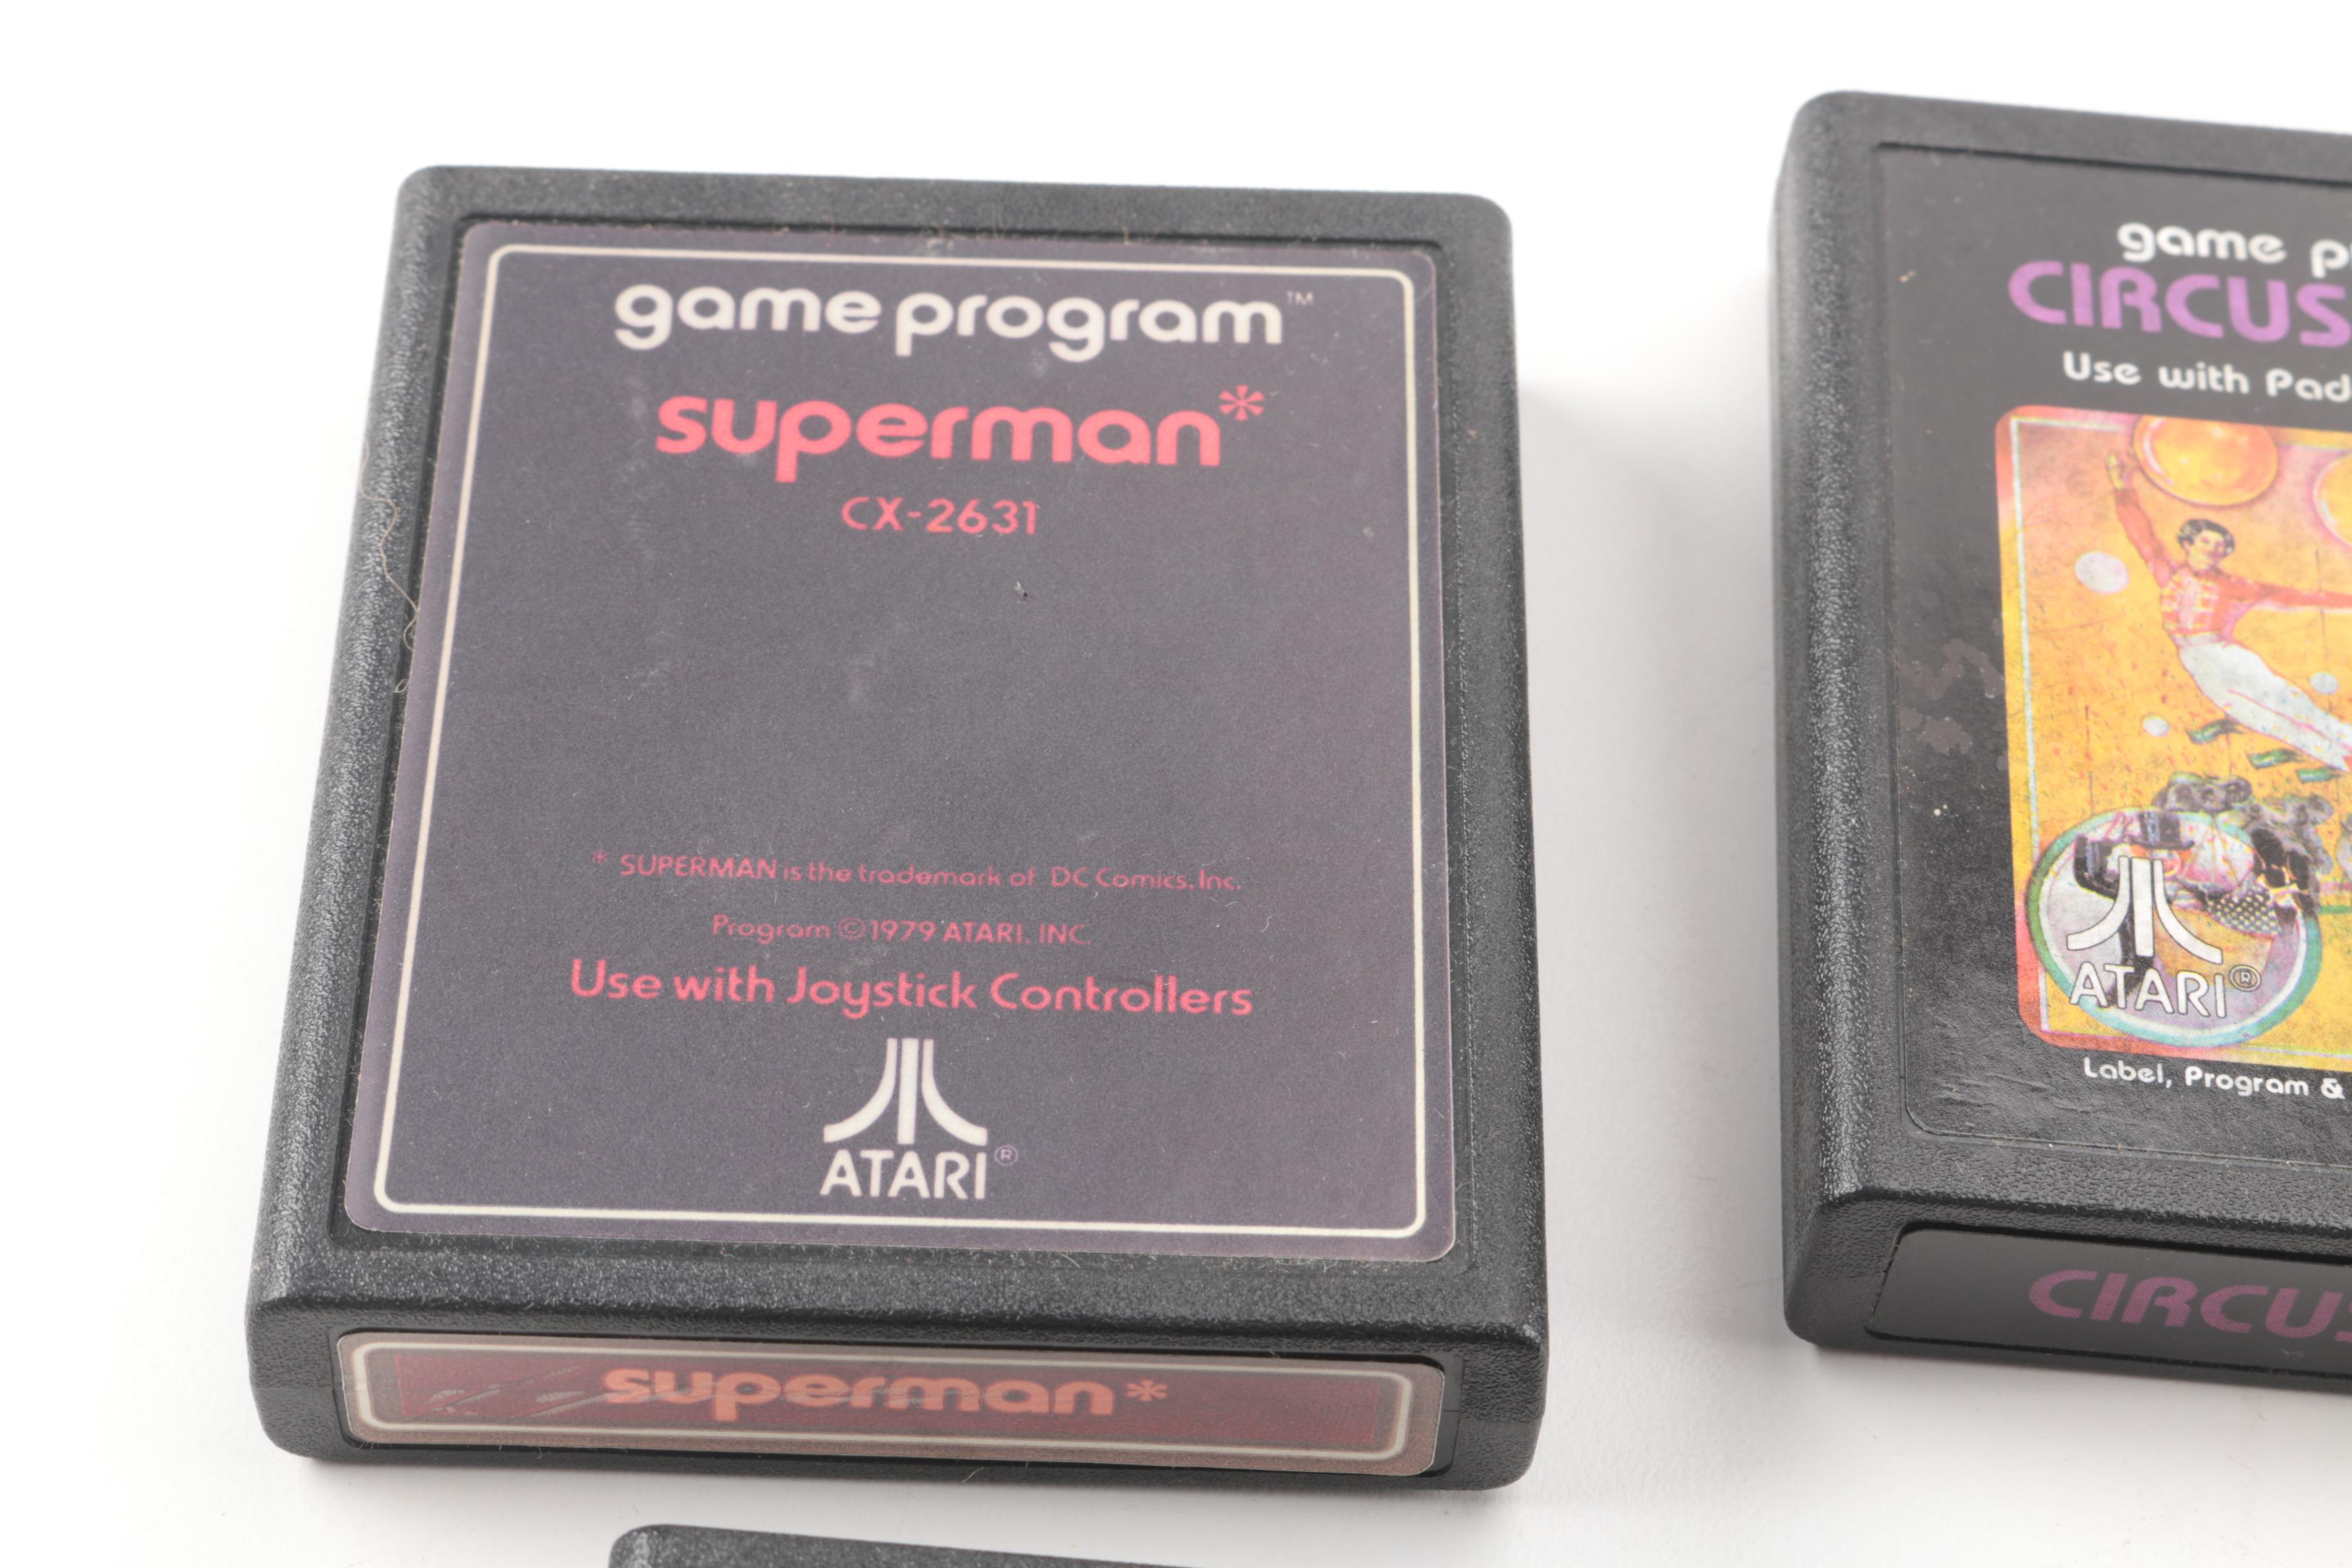 game program™
superman*
CX-2631
* SUPERMAN is the trademark of DC Comics, Inc.
Program ©1979 ATARI, INC.
Use with Joystick Controllers
ATARI®
superman*
game p
CIRCUS
Use with Pad
ATARI®
Label, Program &
CIRCUS